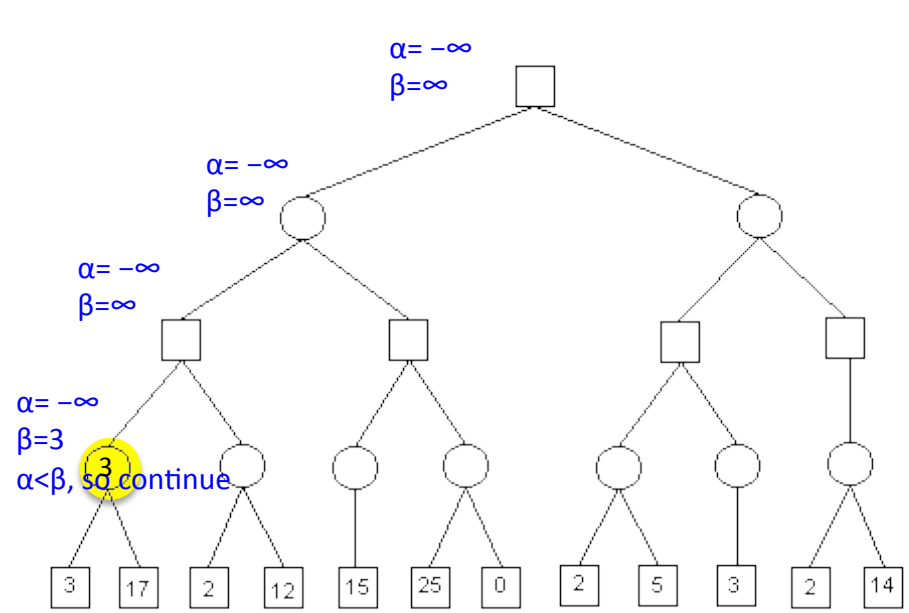 α= −∞
β=∞
α= −∞
β=∞
α= −∞
β=∞
α= −∞
β=3
3
α<β, so continue
3 17 2 12 15 25 0 2 5 3 2 14